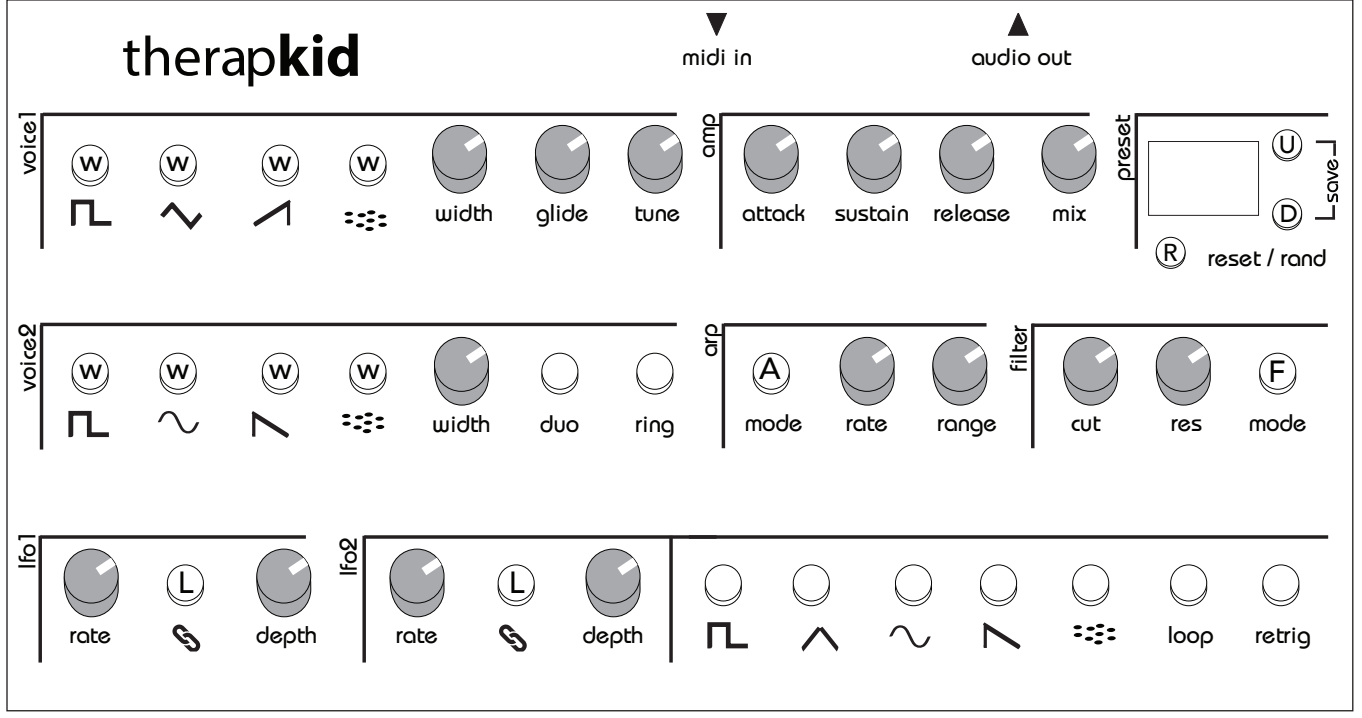 therapkid
midi in
audio out
voice1
W W W W
width glide tune
amp
attack sustain release mix
preset
U
D
save
R reset / rand
voice2
W W W W
width duo ring
arp
A
mode rate range
filter
F
cut res mode
lfo1
L
rate depth
lfo2
L
rate depth
loop retrig